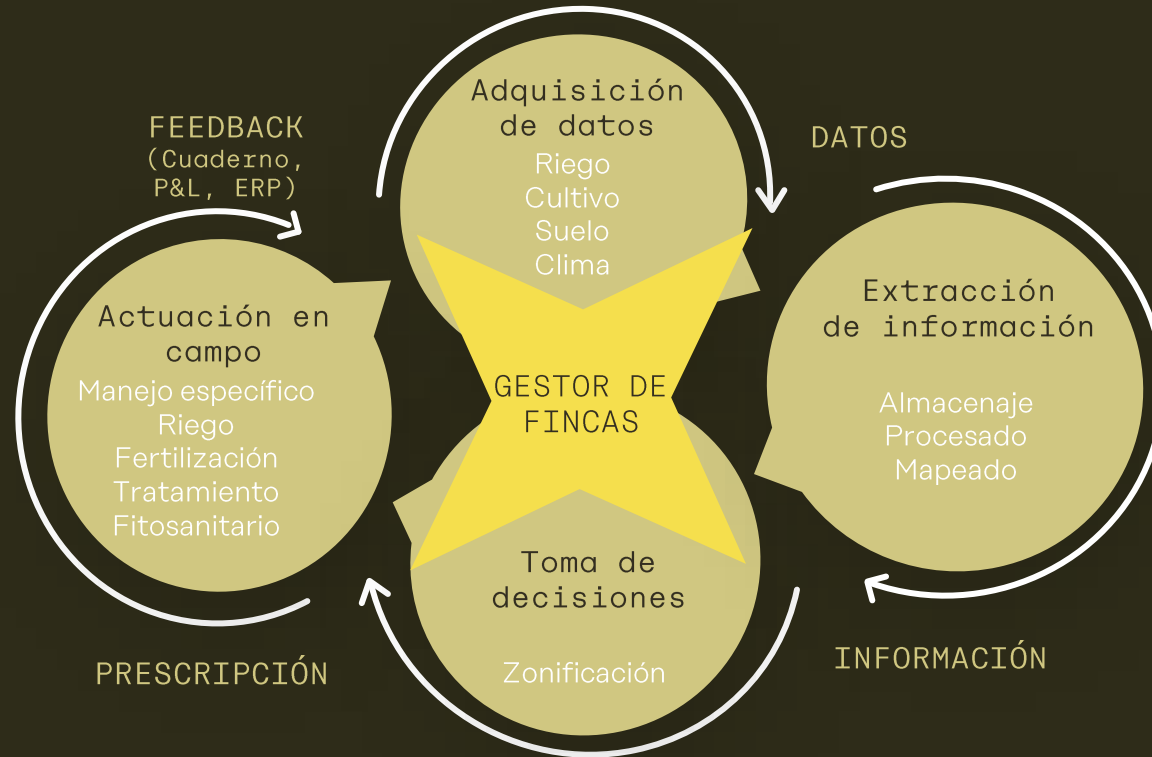 Adquisición
de datos
Riego
Cultivo
Suelo
Clima
DATOS
Extracción
de información
Almacenaje
Procesado
Mapeado
INFORMACIÓN
Toma de
decisiones
Zonificación
PRESCRIPCIÓN
Actuación en
campo
Manejo específico
Riego
Fertilización
Tratamiento
Fitosanitario
FEEDBACK
(Cuaderno,
P&L, ERP)
GESTOR DE
FINCAS